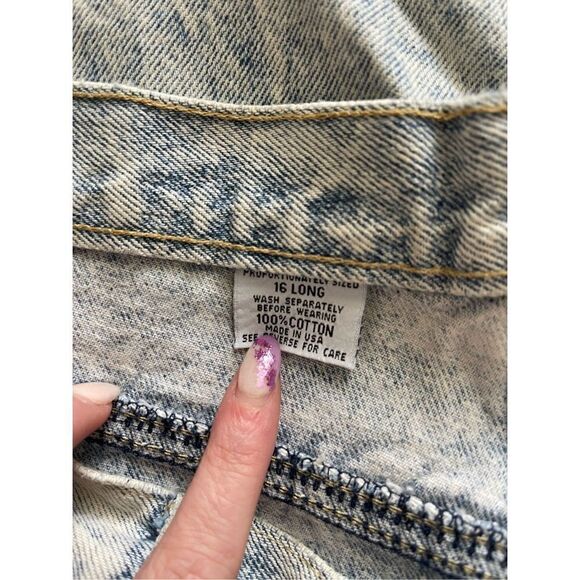 PROPORTIONATELY SIZED
16 LONG
WASH SEPARATELY
BEFORE WEARING
100% COTTON
MADE IN USA
SEE REVERSE FOR CARE